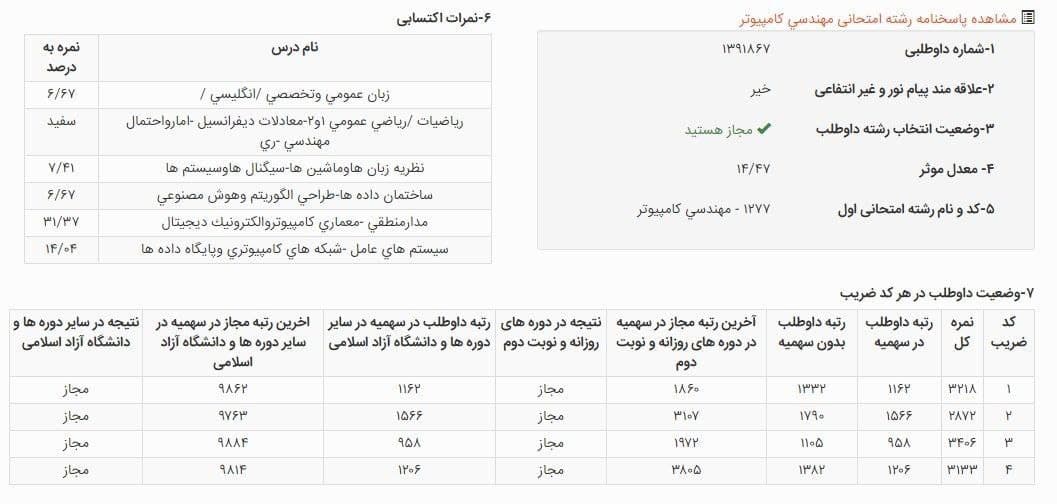 مشاهده پاسخنامه رشته امتحانی مهندسي کامپیوتر
۱-شماره داوطلبی ۱۳۹۱۸۶۷
۲-علاقه مند پیام نور و غیر انتفاعی خیر
۳-وضعیت انتخاب رشته داوطلب مجاز هستید
۴- معدل موثر ۱۴/۴۷
۵-کد و نام رشته امتحانی اول ۱۲۷۷ - مهندسي کامپیوتر
۶-نمرات اکتسابی
نام درس نمره به
درصد
زبان عمومي وتخصصي /انگليسي / ۶/۶۷
رياضيات /رياضي عمومي ۱و۲-معادلات ديفرانسيل -امارواحتمال سفید
مهندسي -ري
نظريه زبان هاوماشين ها-سيگنال هاوسيستم ها ۷/۴۱
ساختمان داده ها-طراحي الگوريتم وهوش مصنوعي ۶/۶۷
مدارمنطقي -معماري کامپيوتروالکترونيك ديجيتال ۳۱/۳۷
سيستم هاي عامل -شبکه هاي کامپيوتري وپايگاه داده ها ۱۴/۰۴
۷-وضعیت داوطلب در هر کد ضریب
کد نمره رتبه داوطلب رتبه داوطلب آخرین رتبه مجاز در سهمیه نتیجه در دوره های رتبه داوطلب در سهمیه در سایر اخرین رتبه مجاز در سهمیه در نتیجه در سایر دوره ها و
ضریب کل در سهمیه بدون سهمیه در دوره های روزانه و نوبت روزانه و نوبت دوم دوره ها و دانشگاه آزاد اسلامی سایر دوره ها و دانشگاه آزاد دانشگاه آزاد اسلامی
دوم اسلامی
۱ ۳۲۱۸ ۱۱۶۲ ۱۳۳۲ ۱۸۶۰ مجاز ۱۱۶۲ ۹۸۶۲ مجاز
۲ ۲۸۷۲ ۱۵۶۶ ۱۷۹۰ ۳۱۰۷ مجاز ۱۵۶۶ ۹۷۶۳ مجاز
۳ ۳۴۰۶ ۹۵۸ ۱۱۰۵ ۱۹۷۲ مجاز ۹۵۸ ۹۸۸۴ مجاز
۴ ۳۱۳۳ ۱۲۰۶ ۱۳۸۲ ۳۸۰۵ مجاز ۱۲۰۶ ۹۸۱۴ مجاز